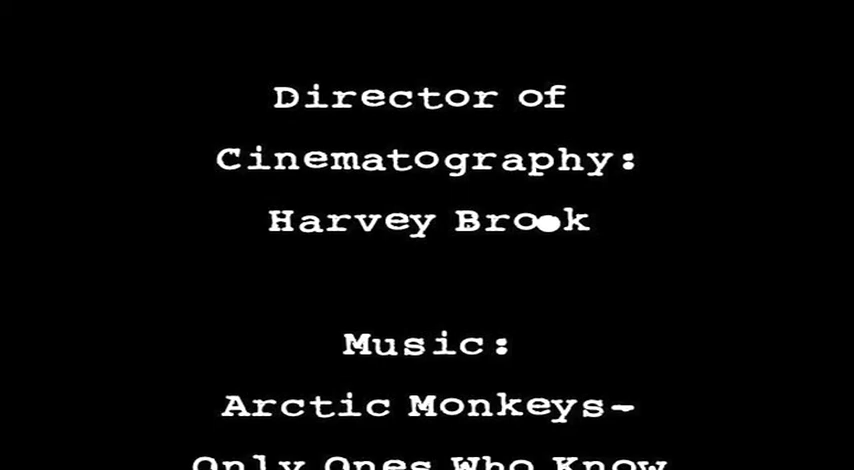 Director of
Cinematography:
Harvey Brook
Music:
Arctic Monkeys-
Only Ones Who Know